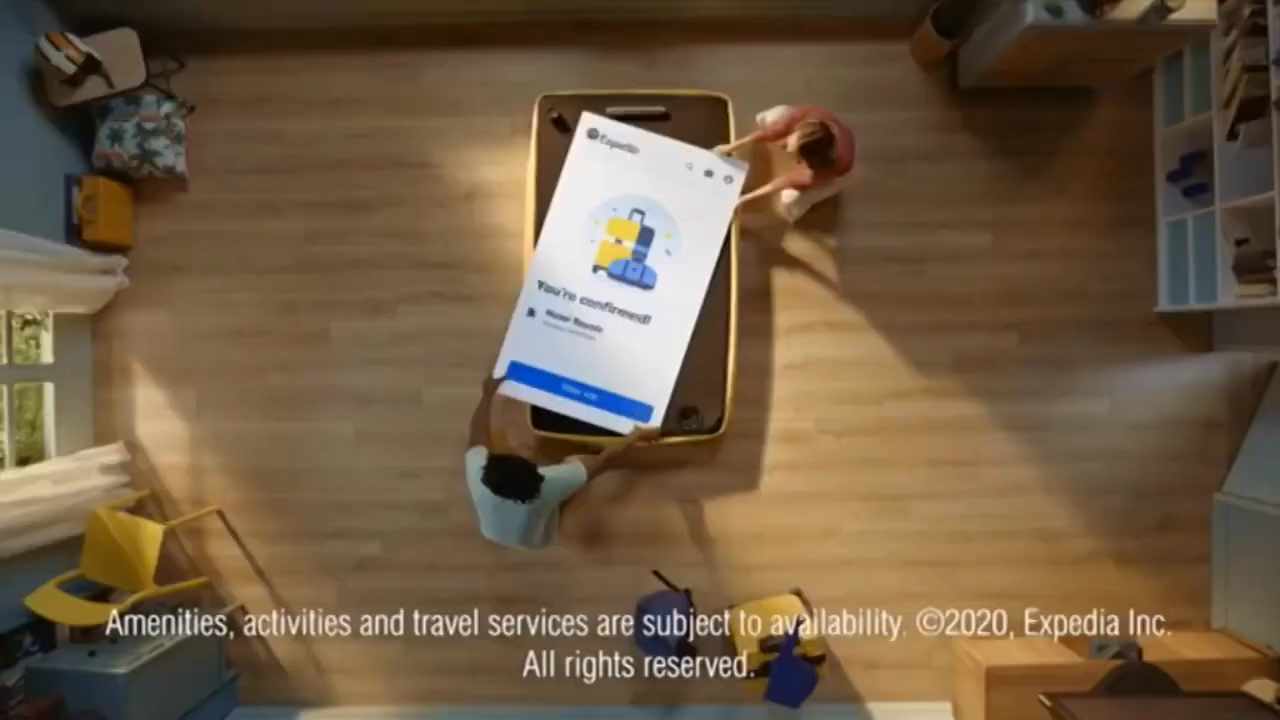 Expedia
You're confirmed!
Amenities, activities and travel services are subject to availability. ©2020, Expedia Inc.
All rights reserved.